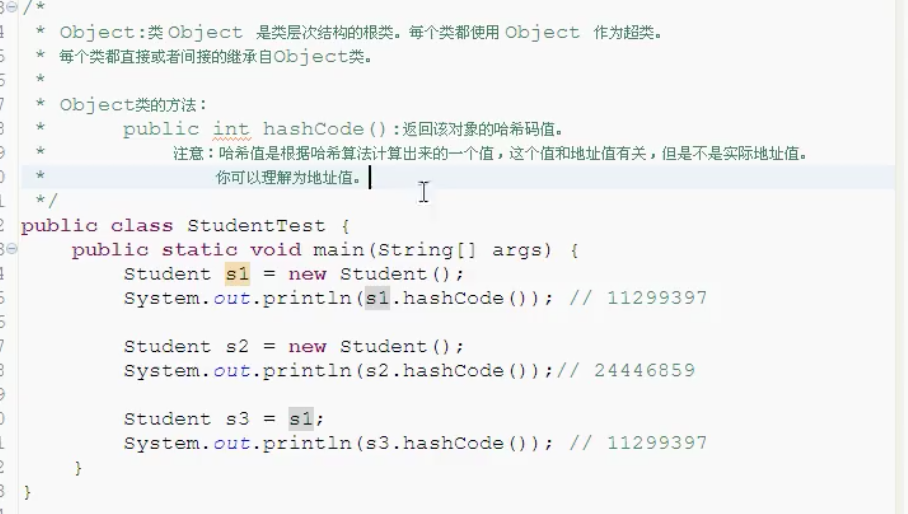 /*
* Object:类 Object 是类层次结构的根类。每个类都使用 Object 作为超类。
* 每个类都直接或者间接的继承自Object类。
*
* Object类的方法：
* public int hashCode():返回该对象的哈希码值。
* 注意：哈希值是根据哈希算法计算出来的一个值，这个值和地址值有关，但是不是实际地址值。
* 你可以理解为地址值。
*/
public class StudentTest {
public static void main(String[] args) {
Student s1 = new Student();
System.out.println(s1.hashCode()); // 11299397
Student s2 = new Student();
System.out.println(s2.hashCode());// 24446859
Student s3 = s1;
System.out.println(s3.hashCode()); // 11299397
}
}